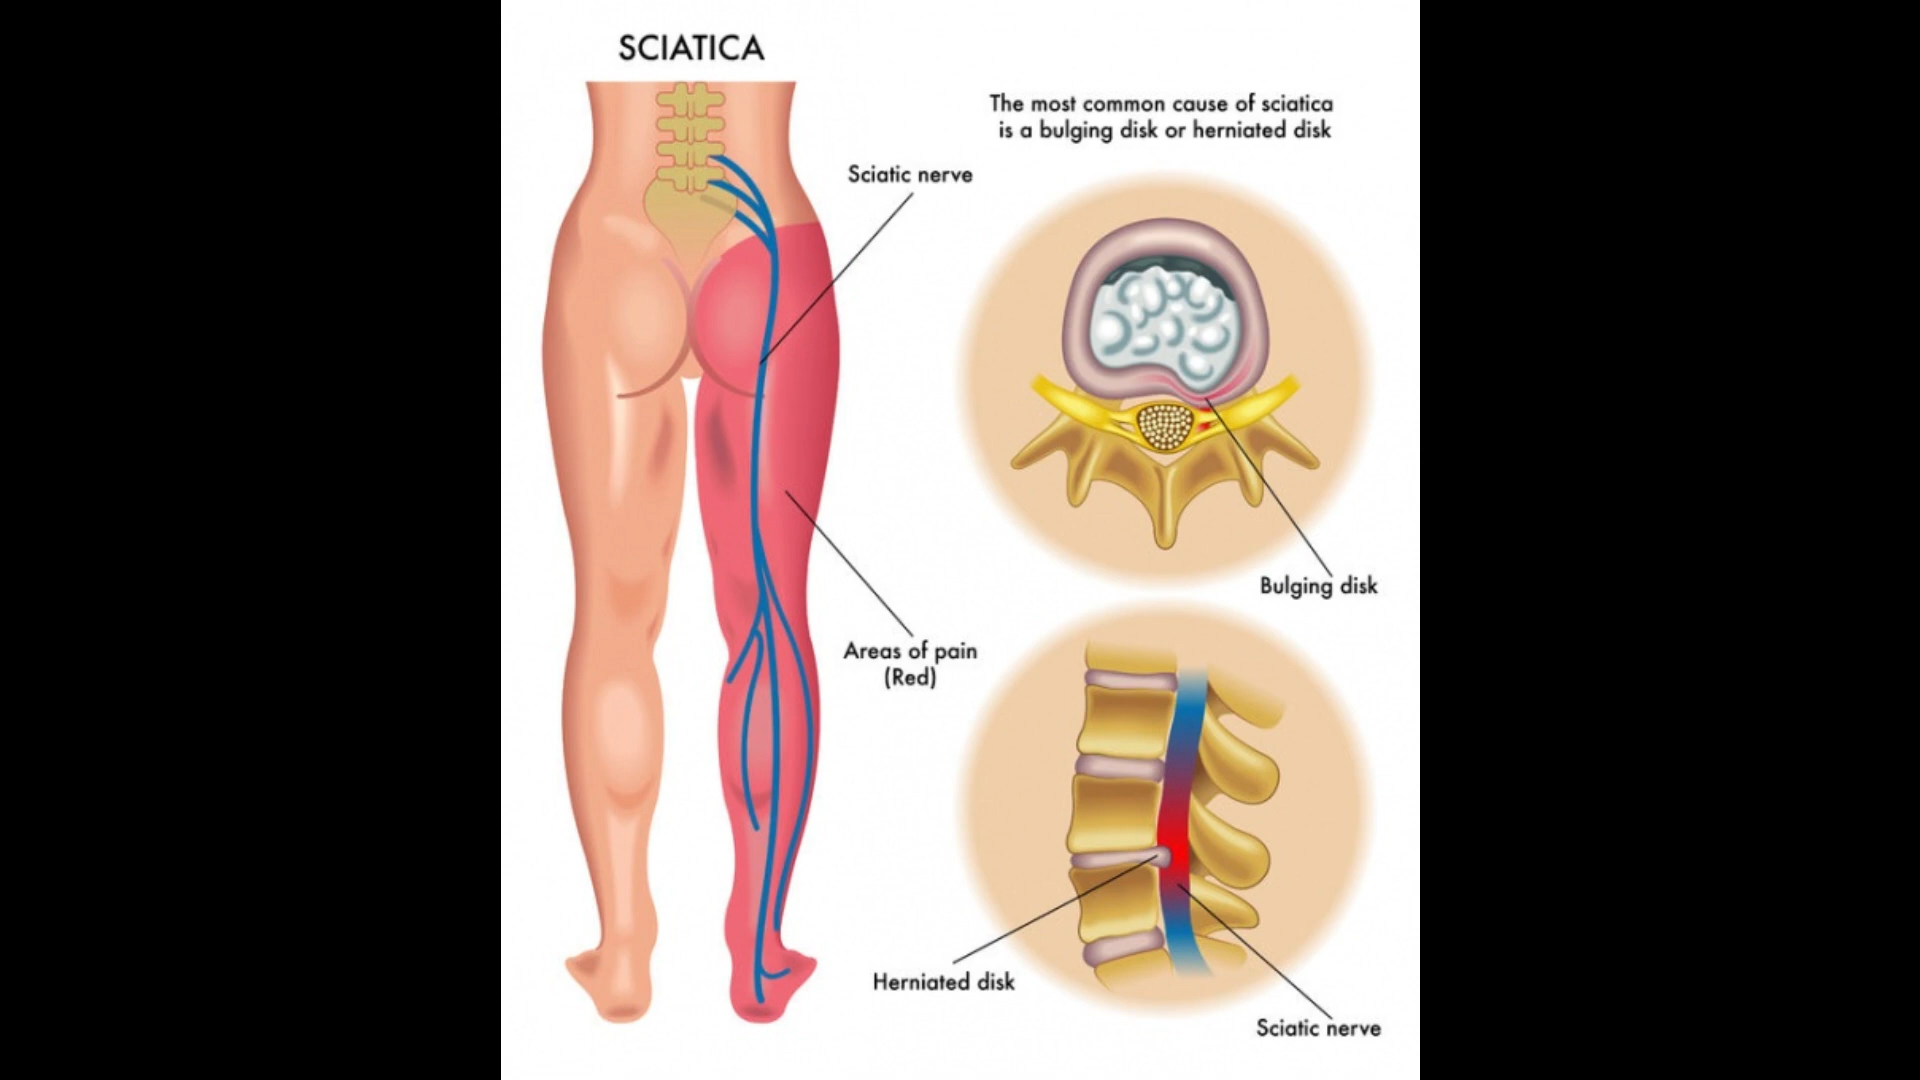 SCIATICA
The most common cause of sciatica
is a bulging disk or herniated disk
Sciatic nerve
Bulging disk
Areas of pain
(Red)
Herniated disk
Sciatic nerve